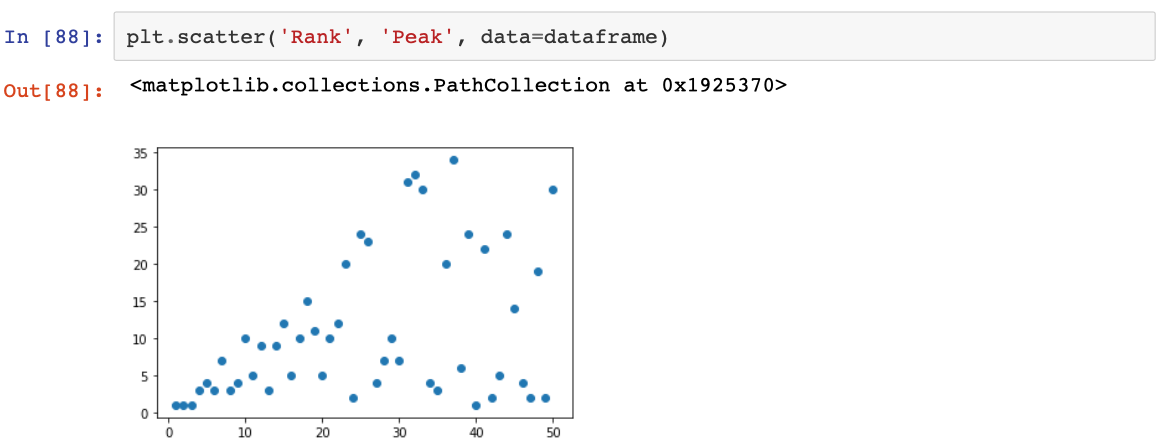 In [88]: plt.scatter('Rank', 'Peak', data=dataframe)
Out[88]: <matplotlib.collections.PathCollection at 0x1925370>
35
30
25
20
15
10
5
0
0 10 20 30 40 50